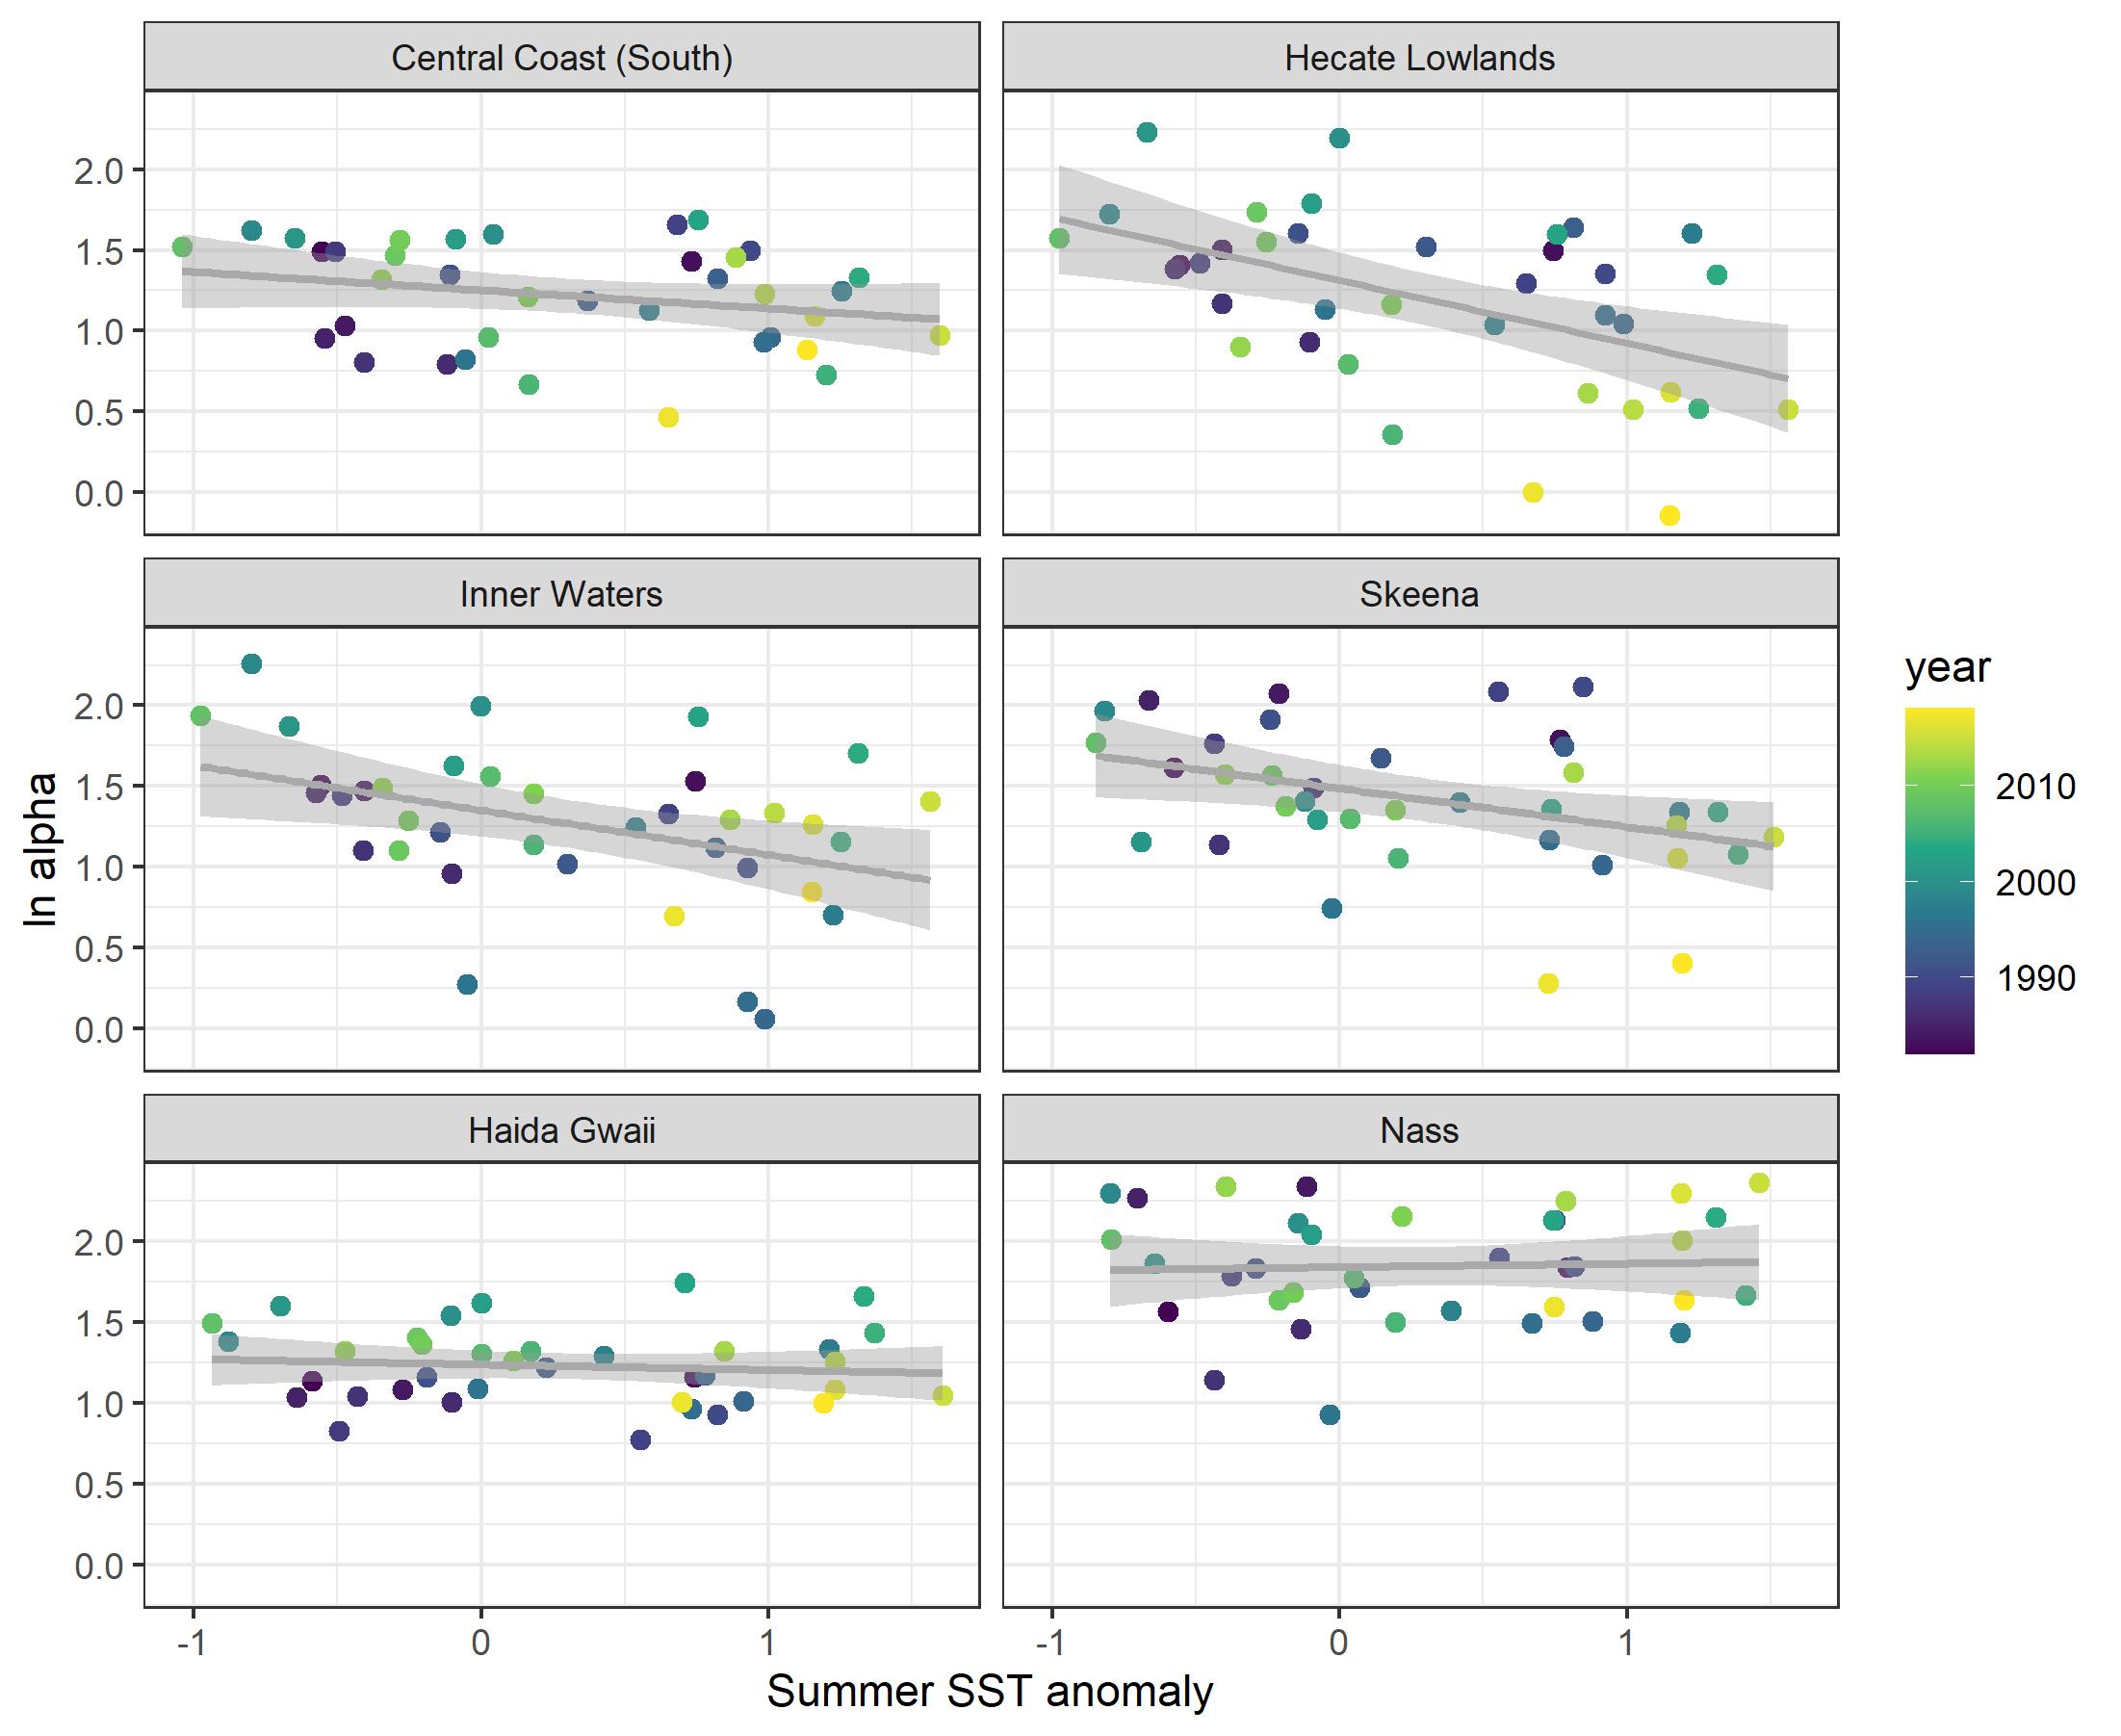 Central Coast (South)
Hecate Lowlands
2.0
1.5
1.0
0.5
0.0
Inner Waters
Skeena
2.0
1.5
1.0
0.5
0.0
Haida Gwaii
Nass
2.0
1.5
1.0
0.5
0.0
-1
0
1
-1
0
1
Summer SST anomaly
ln alpha
year
2010
2000
1990